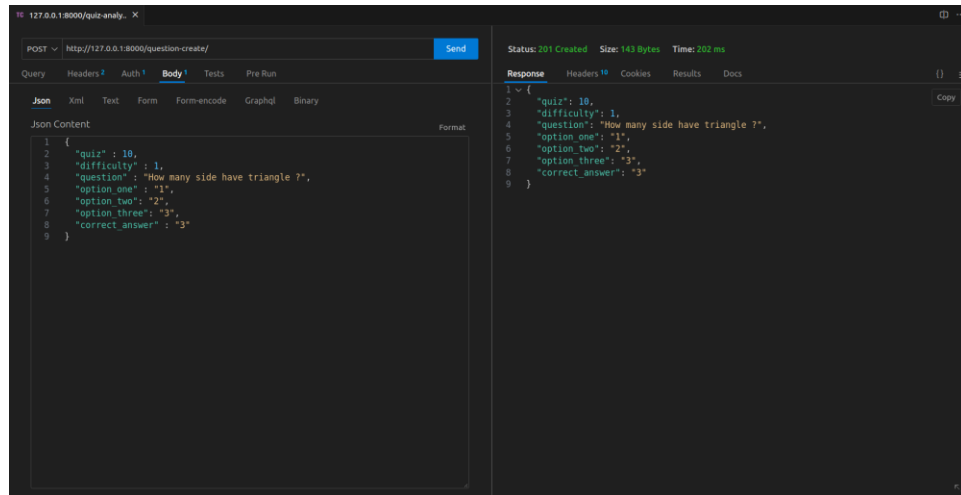 TC 127.0.0.1:8000/quiz-analy.. ×
POST http://127.0.0.1:8000/question-create/ Send
Query Headers 2 Auth 1 Body 1 Tests Pre Run
Json Xml Text Form Form-encode Graphql Binary
Json Content Format
1 {
2 "quiz" : 10,
3 "difficulty" : 1,
4 "question" : "How many side have triangle ?",
5 "option_one" : "1",
6 "option_two": "2",
7 "option_three": "3",
8 "correct_answer" : "3"
9 }
Status: 201 Created Size: 143 Bytes Time: 202 ms
Response Headers 10 Cookies Results Docs {}
Copy
1 {
2 "quiz": 10,
3 "difficulty": 1,
4 "question": "How many side have triangle ?",
5 "option_one": "1",
6 "option_two": "2",
7 "option_three": "3",
8 "correct_answer": "3"
9 }